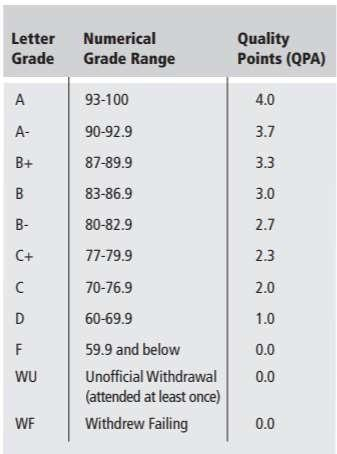 Letter Grade Numerical Grade Range Quality Points (QPA)
A 93-100 4.0
A- 90-92.9 3.7
B+ 87-89.9 3.3
B 83-86.9 3.0
B- 80-82.9 2.7
C+ 77-79.9 2.3
C 70-76.9 2.0
D 60-69.9 1.0
F 59.9 and below 0.0
WU Unofficial Withdrawal 0.0
(attended at least once)
WF Withdrew Failing 0.0